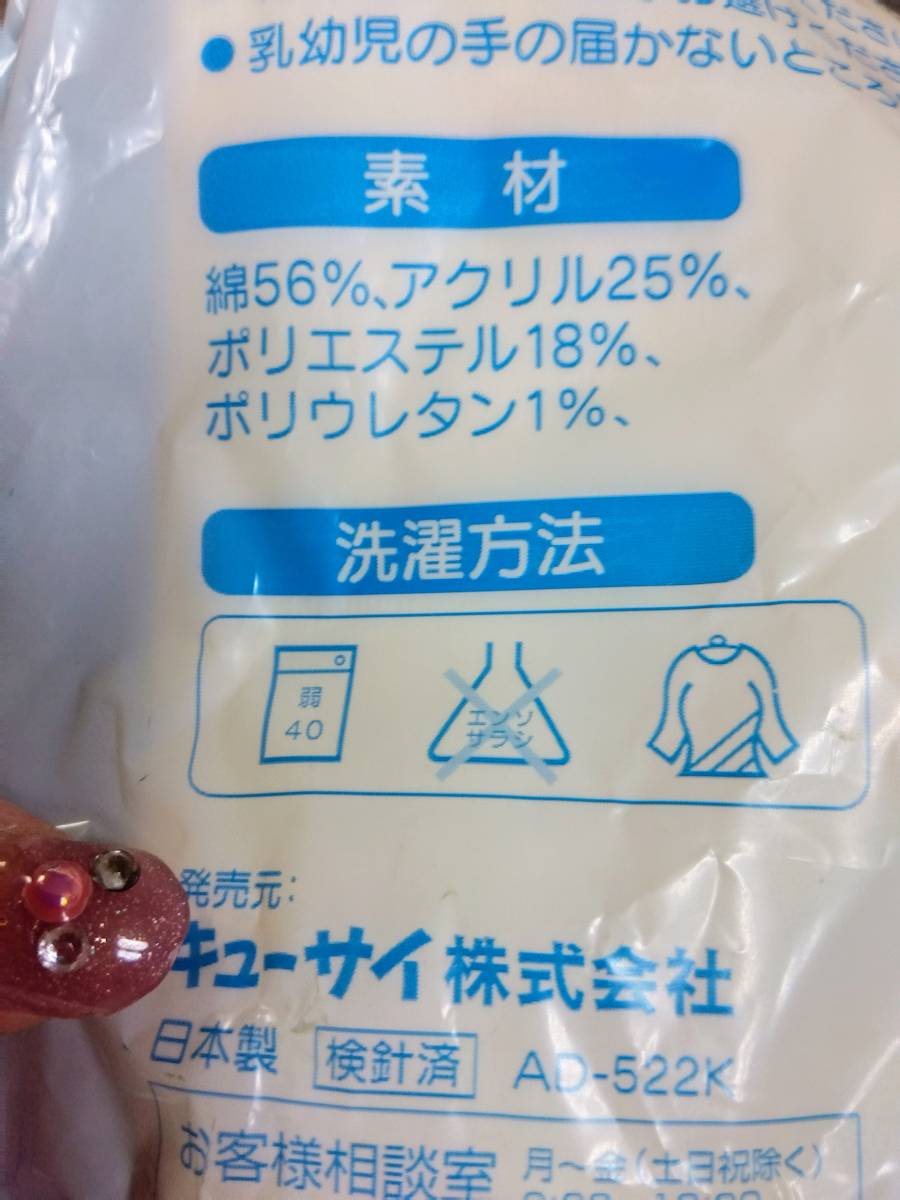 ●乳幼児の手の届かないところ
素 材
綿56%、アクリル25%、
ポリエステル18%、
ポリウレタン1%、
洗濯方法
弱
40
エンソ
サラシ
発売元:
キューサイ株式会社
日本製 検針済 AD-522K
お客様相談室 月〜金(土日祝除く)